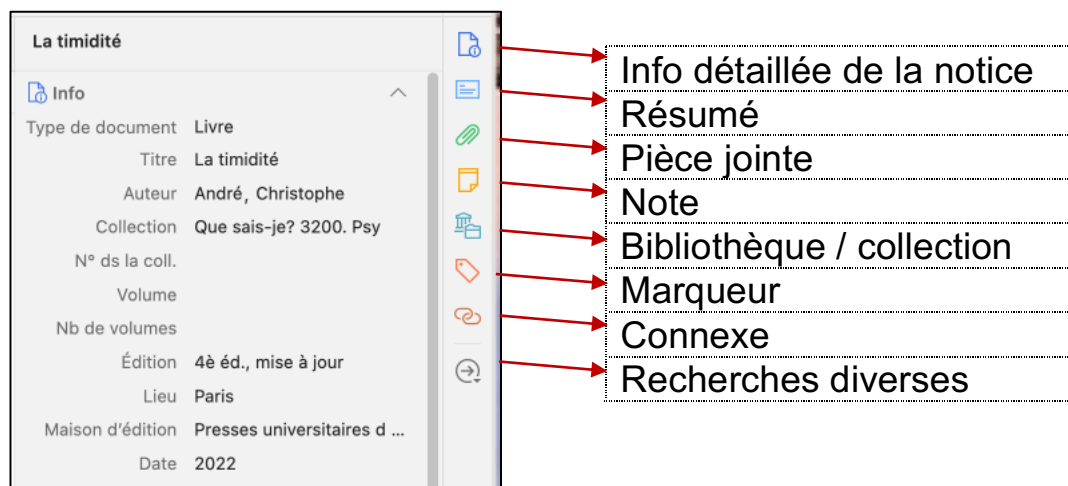 La timidité
Info
Type de document Livre
Titre La timidité
Auteur André, Christophe
Collection Que sais-je? 3200. Psy
N° ds la coll.
Volume
Nb de volumes
Édition 4è éd., mise à jour
Lieu Paris
Maison d'édition Presses universitaires d ...
Date 2022
Info détaillée de la notice
Résumé
Pièce jointe
Note
Bibliothèque / collection
Marqueur
Connexe
Recherches diverses